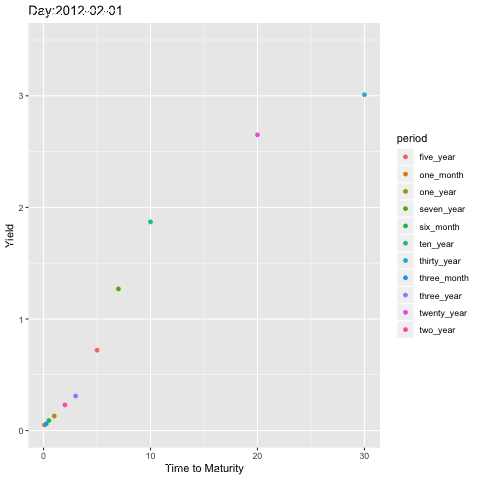 Day:2012-02-01
Yield
3
2
1
0
0
10
20
30
Time to Maturity
period
five_year
one_month
one_year
seven_year
six_month
ten_year
thirty_year
three_month
three_year
twenty_year
two_year